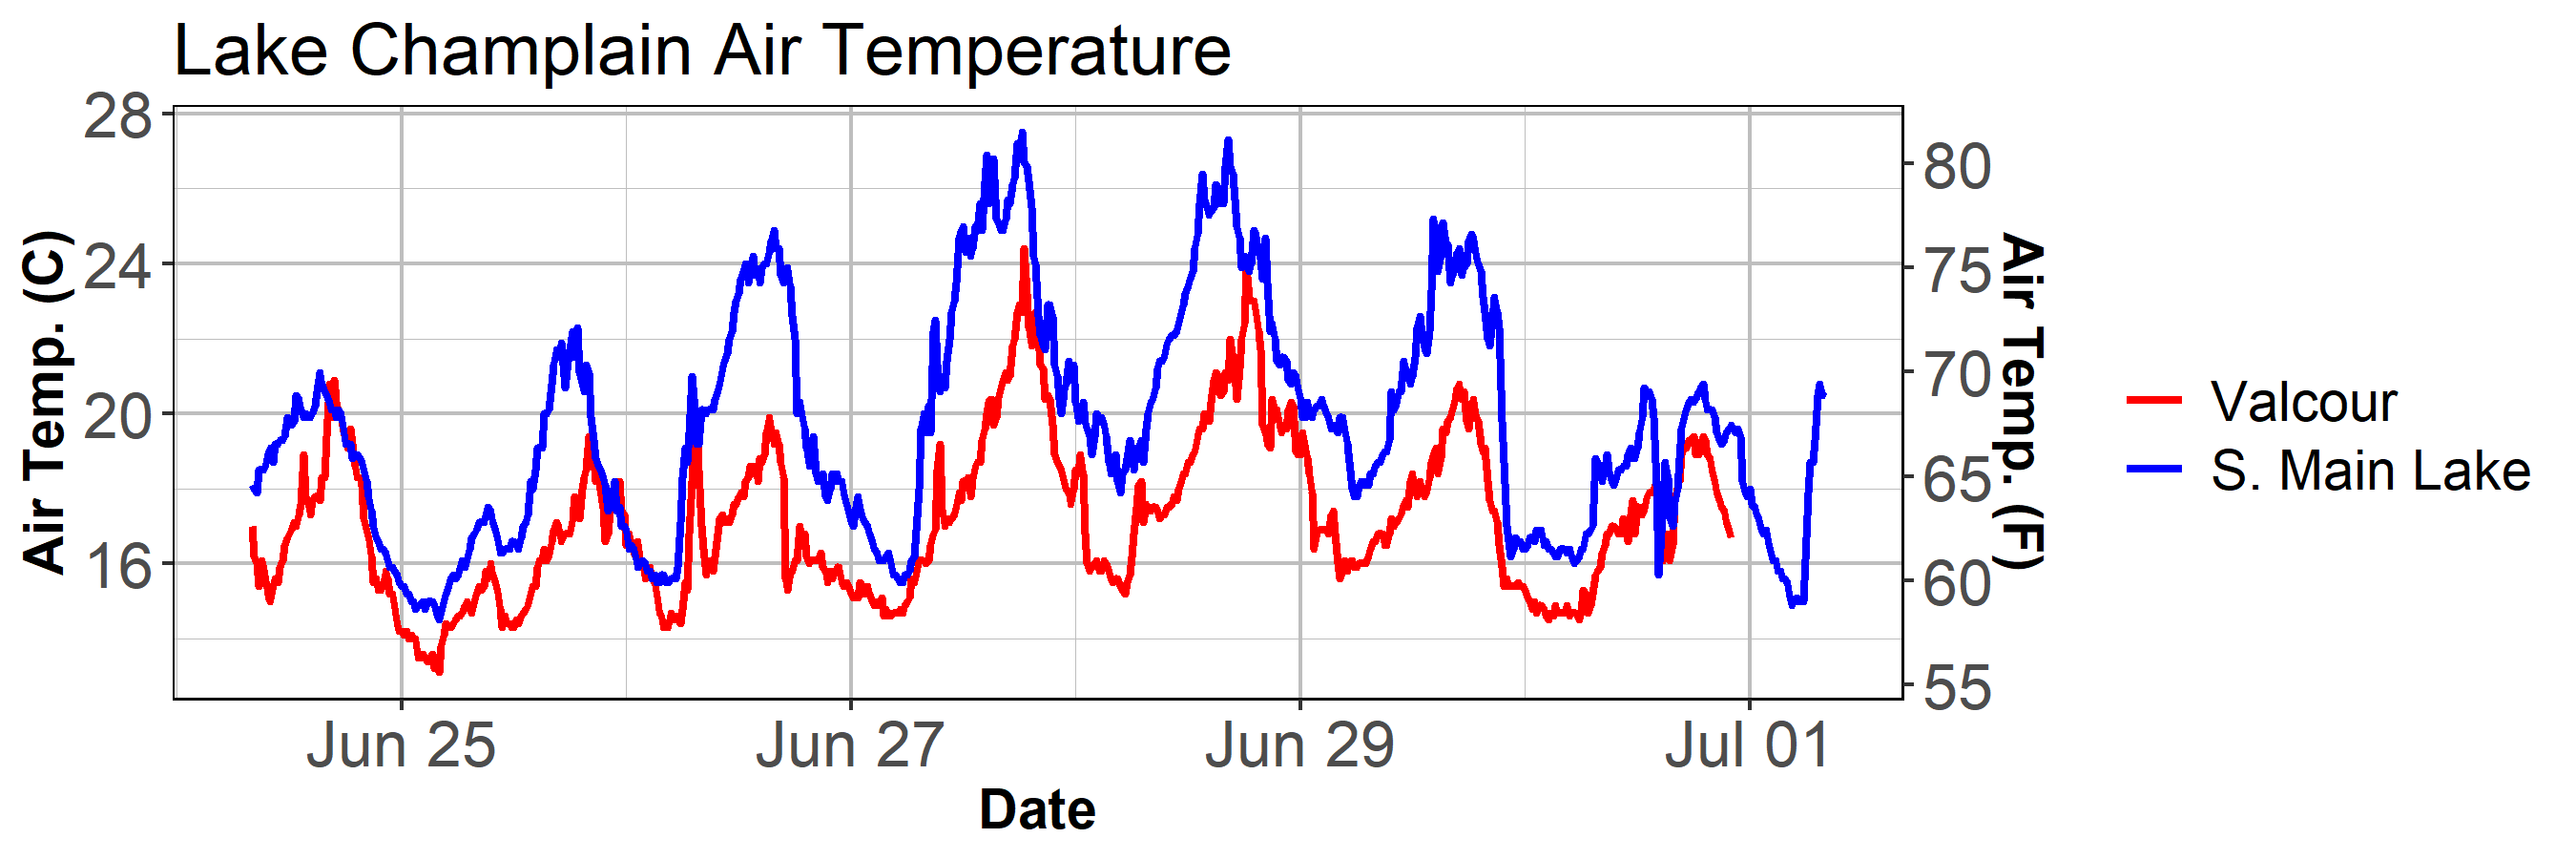 Lake Champlain Air Temperature
Air Temp. (C)
28
24
20
16
80
75
70
65
60
55
Air Temp. (F)
Jun 25
Jun 27
Jun 29
Jul 01
Date
Valcour
S. Main Lake